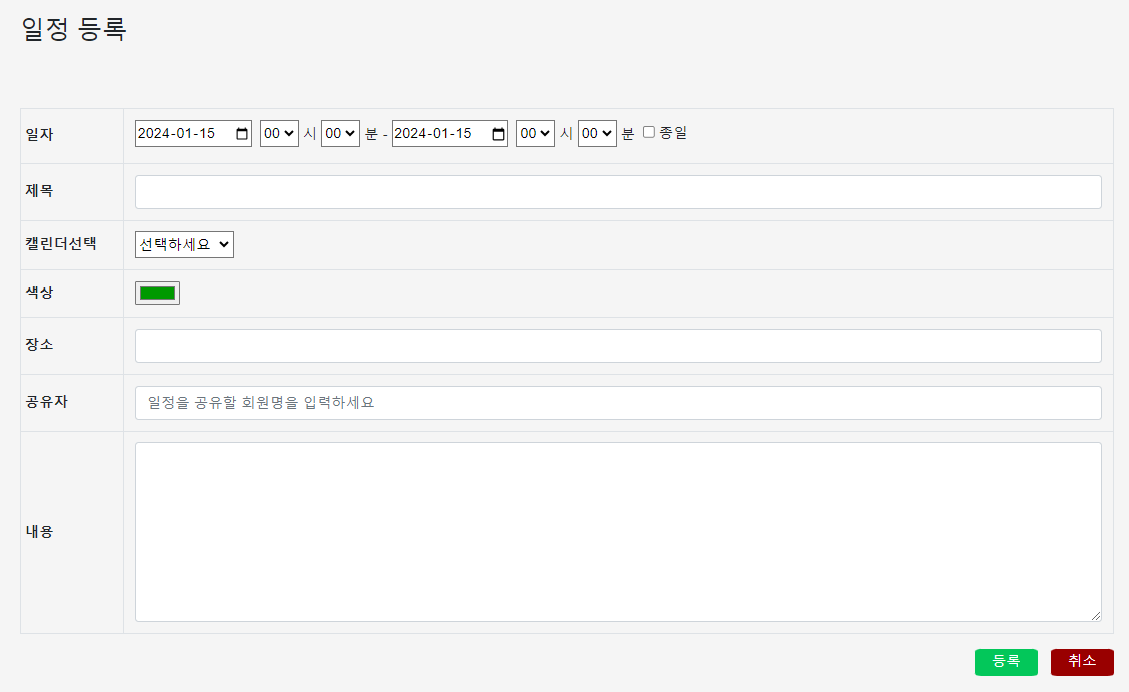 일정 등록
일자 2024-01-15 00 시 00 분 - 2024-01-15 00 시 00 분 종일
제목
캘린더선택 선택하세요
색상
장소
공유자 일정을 공유할 회원명을 입력하세요
내용
등록 취소